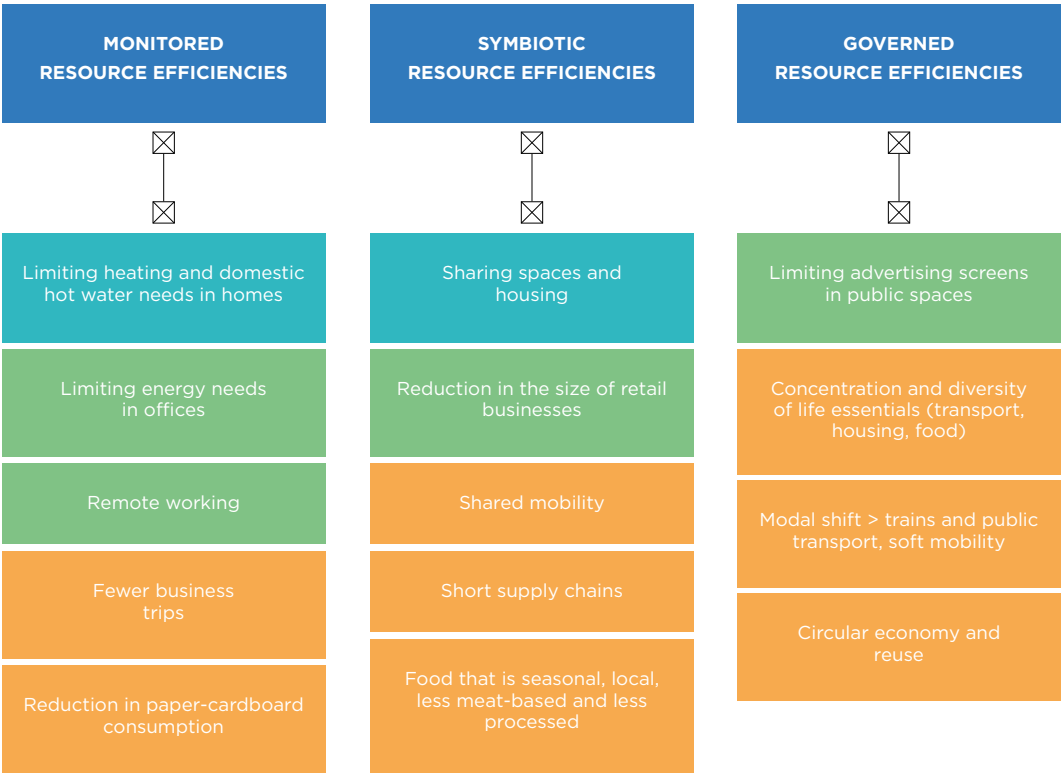 MONITORED
RESOURCE EFFICIENCIES
Limiting heating and domestic
hot water needs in homes
Limiting energy needs
in offices
Remote working
Fewer business
trips
Reduction in paper-cardboard
consumption
SYMBIOTIC
RESOURCE EFFICIENCIES
Sharing spaces and
housing
Reduction in the size of retail
businesses
Shared mobility
Short supply chains
Food that is seasonal, local,
less meat-based and less
processed
GOVERNED
RESOURCE EFFICIENCIES
Limiting advertising screens
in public spaces
Concentration and diversity
of life essentials (transport,
housing, food)
Modal shift > trains and public
transport, soft mobility
Circular economy and
reuse